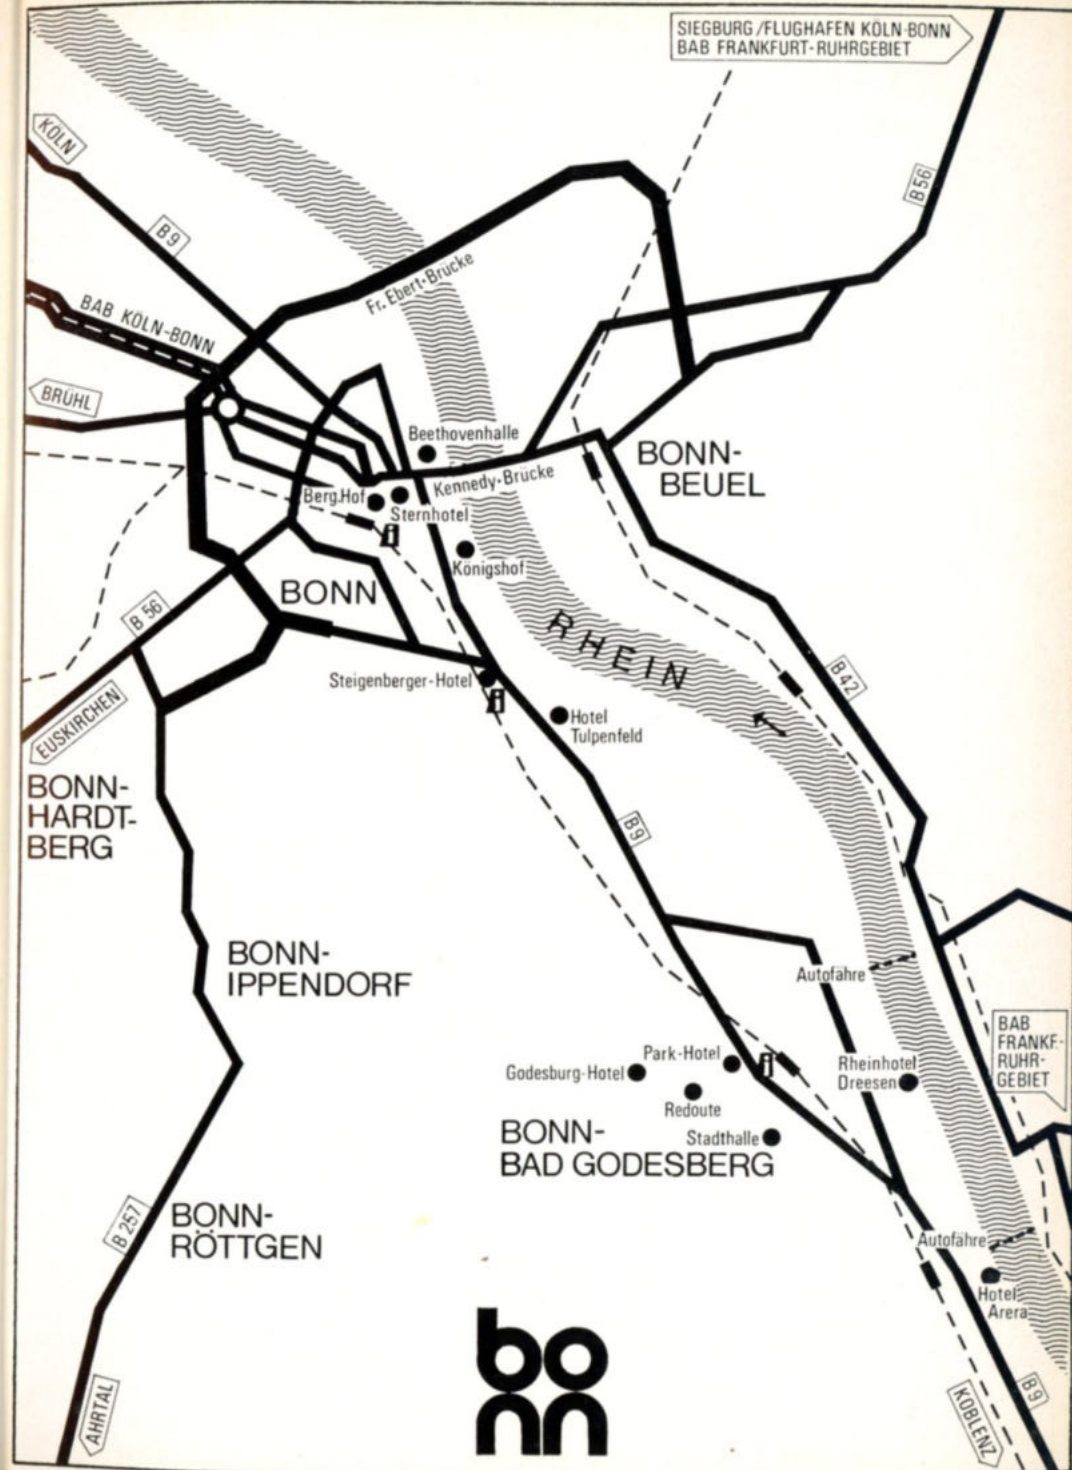 SIEGBURG/FLUGHAFEN KÖLN-BONN
BAB FRANKFURT-RUHRGEBIET
KÖLN
B9
B56
Fr. Ebert-Brücke
BAB KÖLN-BONN
BRÜHL
Beethovenhalle
Kennedy-Brücke
BONN-
BEUEL
Berg.Hof
Sternhotel
i
Königshof
BONN
B 56
RHEIN
Steigenberger-Hotel
i
Hotel
Tulpenfeld
B 42
EUSKIRCHEN
BONN-
HARDT-
BERG
B9
BONN-
IPPENDORF
Autofähre
BAB
FRANKF.-
RUHR-
GEBIET
Park-Hotel
i
Godesburg-Hotel
Rheinhotel
Dreesen
Redoute
Stadthalle
BONN-
BAD GODESBERG
B 257
BONN-
RÖTTGEN
Autofähre
Hotel
Arera
bo
nn
B9
AHRTAL
KOBLENZ